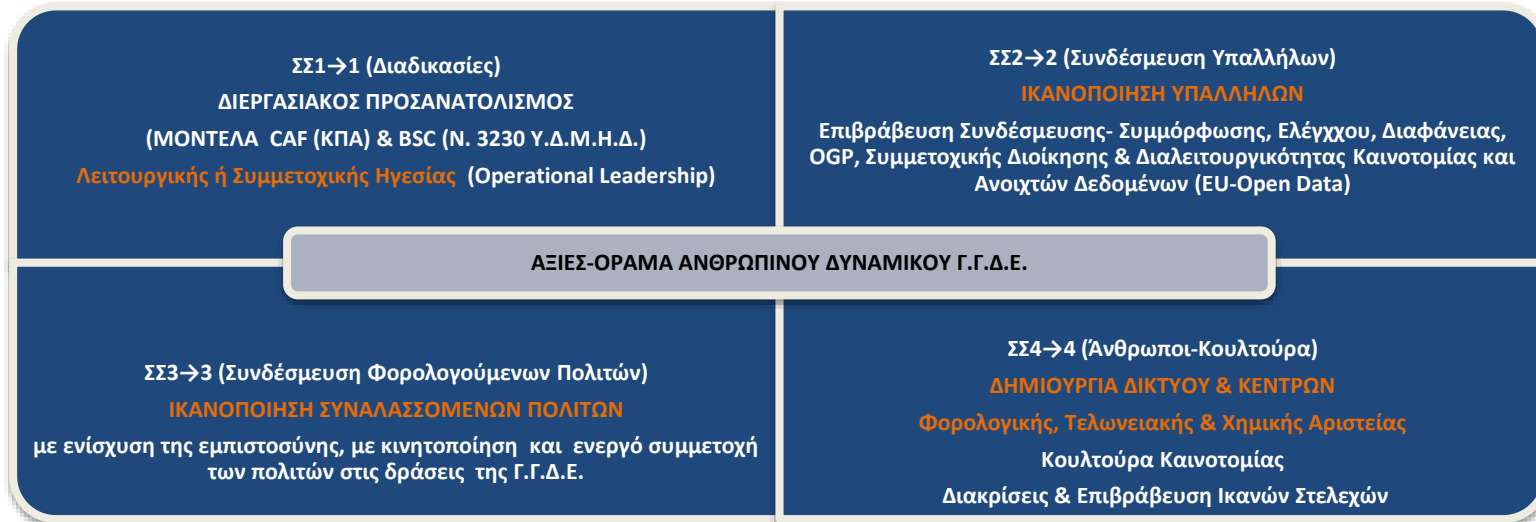 ΣΣ1→1 (Διαδικασίες)
ΔΙΕΡΓΑΣΙΑΚΟΣ ΠΡΟΣΑΝΑΤΟΛΙΣΜΟΣ
(ΜΟΝΤΕΛΑ CAF (ΚΠΑ) & BSC (Ν. 3230 Υ.Δ.Μ.Η.Δ.)
Λειτουργικής ή Συμμετοχικής Ηγεσίας (Operational Leadership)
ΣΣ2→2 (Συνδέσμευση Υπαλλήλων)
ΙΚΑΝΟΠΟΙΗΣΗ ΥΠΑΛΛΗΛΩΝ
Επιβράβευση Συνδέσμευσης- Συμμόρφωσης, Ελέγχου, Διαφάνειας,
OGP, Συμμετοχικής Διοίκησης & Διαλειτουργικότητας Καινοτομίας και
Ανοιχτών Δεδομένων (EU-Open Data)
ΑΞΙΕΣ-ΟΡΑΜΑ ΑΝΘΡΩΠΙΝΟΥ ΔΥΝΑΜΙΚΟΥ Γ.Γ.Δ.Ε.
ΣΣ3→3 (Συνδέσμευση Φορολογούμενων Πολιτών)
ΙΚΑΝΟΠΟΙΗΣΗ ΣΥΝΑΛΑΣΣΟΜΕΝΩΝ ΠΟΛΙΤΩΝ
με ενίσχυση της εμπιστοσύνης, με κινητοποίηση και ενεργό συμμετοχή
των πολιτών στις δράσεις της Γ.Γ.Δ.Ε.
ΣΣ4→4 (Άνθρωποι-Κουλτούρα)
ΔΗΜΙΟΥΡΓΙΑ ΔΙΚΤΥΟΥ & ΚΕΝΤΡΩΝ
Φορολογικής, Τελωνειακής & Χημικής Αριστείας
Κουλτούρα Καινοτομίας
Διακρίσεις & Επιβράβευση Ικανών Στελεχών